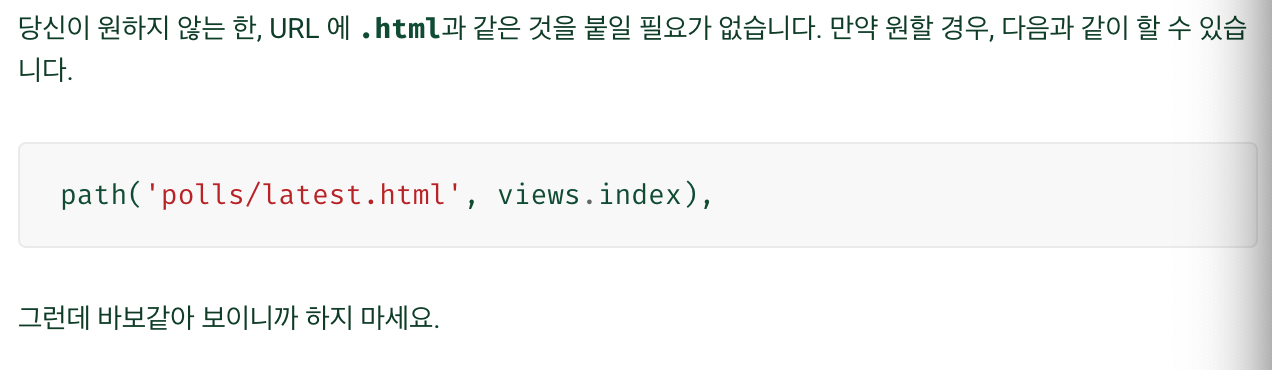 당신이 원하지 않는 한, URL 에 .html과 같은 것을 붙일 필요가 없습니다. 만약 원할 경우, 다음과 같이 할 수 있습
니다.
path('polls/latest.html', views.index),
그런데 바보같아 보이니까 하지 마세요.